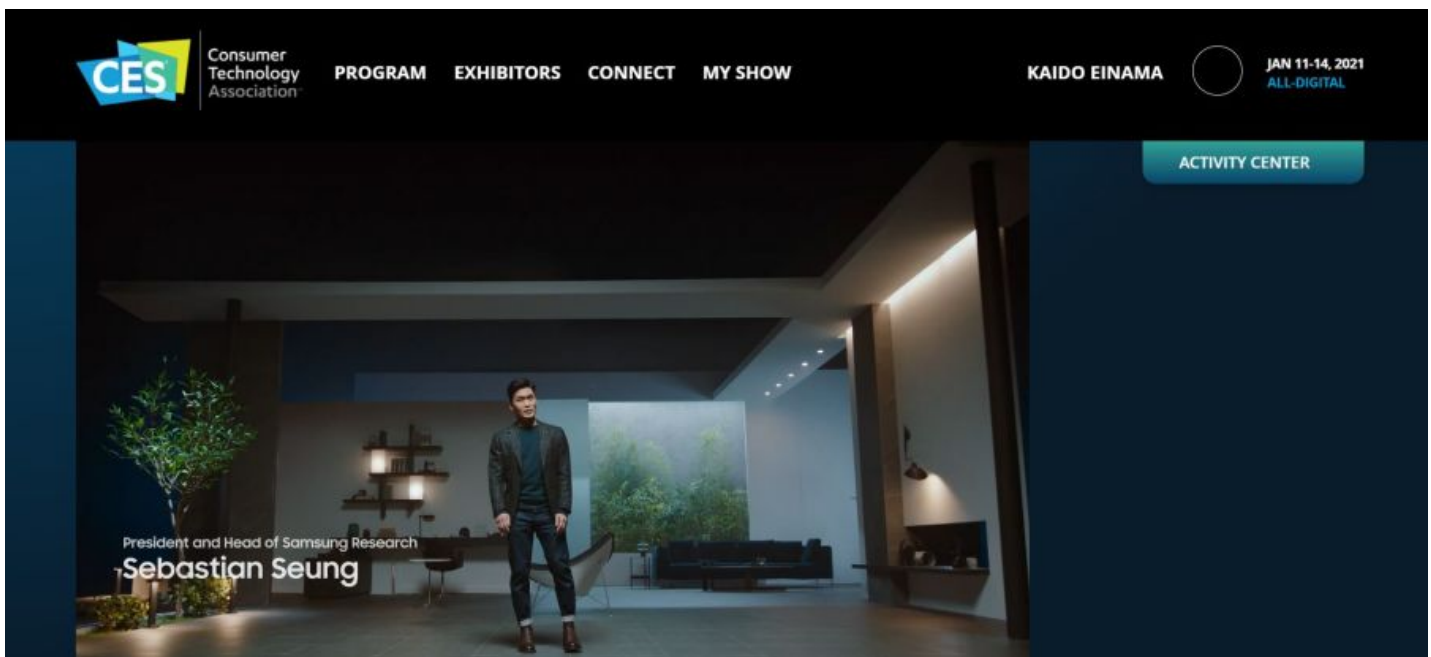 CES
Consumer
Technology
Association
PROGRAM
EXHIBITORS
CONNECT
MY SHOW
KAIDO EINAMA
JAN 11-14, 2021
ALL-DIGITAL
ACTIVITY CENTER
President and Head of Samsung Research
Sebastian Seung